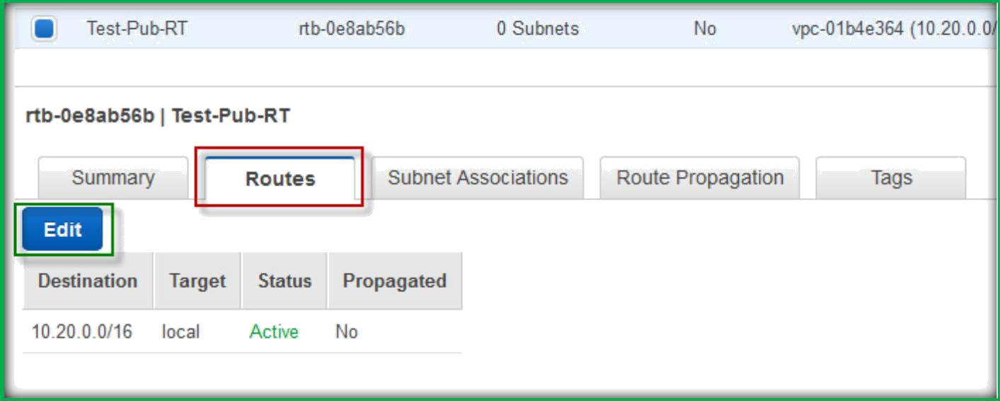 Test-Pub-RT rtb-0e8ab56b 0 Subnets No vpc-01b4e364 (10.20.0.0/
rtb-0e8ab56b | Test-Pub-RT
Summary Routes Subnet Associations Route Propagation Tags
Edit
Destination Target Status Propagated
10.20.0.0/16 local Active No